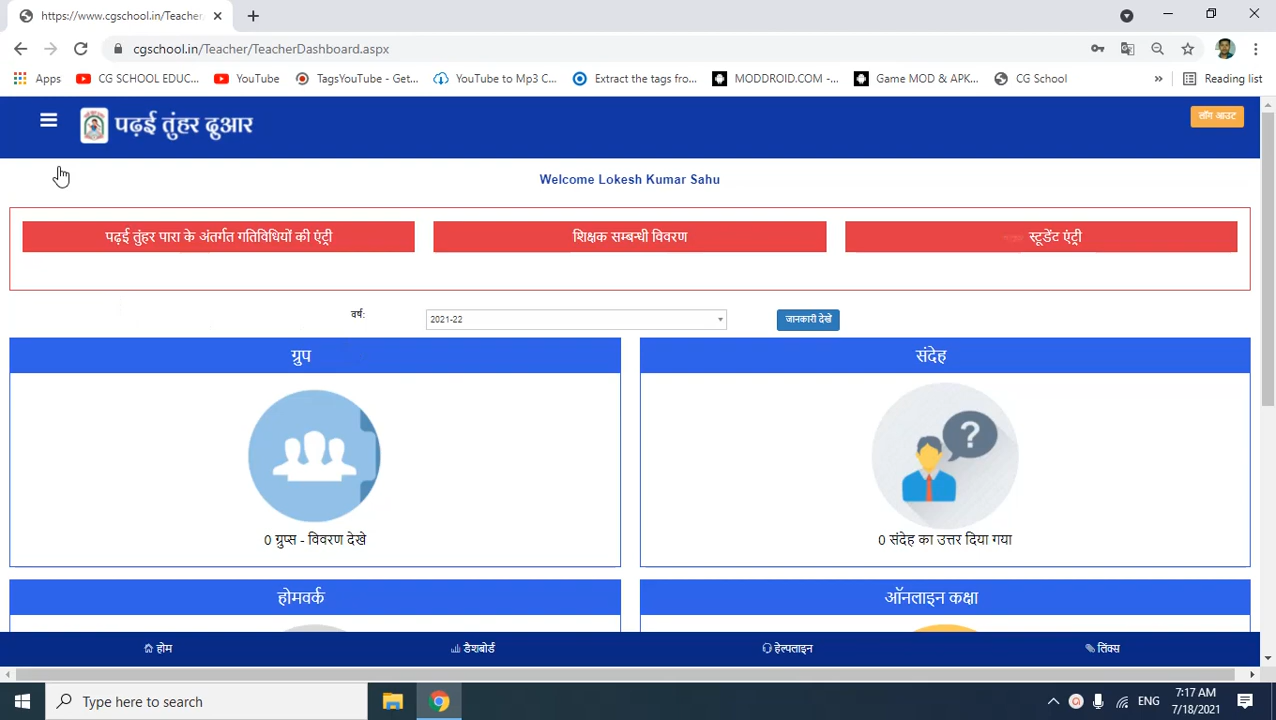 https://www.cgschool.in/Teacher
cgschool.in/Teacher/TeacherDashboard.aspx
Apps CG SCHOOL EDUC... YouTube TagsYouTube - Get... YouTube to Mp3 C... Extract the tags fro... MODDROID.COM -... Game MOD & APK... CG School » Reading list
पढ़ई तुंहर दुआर
लॉग आउट
Welcome Lokesh Kumar Sahu
पढ़ई तुंहर पारा के अंतर्गत गतिविधियों की एंट्री शिक्षक सम्बन्धी विवरण स्टूडेंट एंट्री
वर्ष: 2021-22 जानकारी देखें
ग्रुप संदेह
?
0 ग्रुप्स - विवरण देखे 0 संदेह का उत्तर दिया गया
होमवर्क ऑनलाइन कक्षा
होम डैशबोर्ड हेल्पलाइन लिंक्स
Type here to search
ENG
7:17 AM
7/18/2021